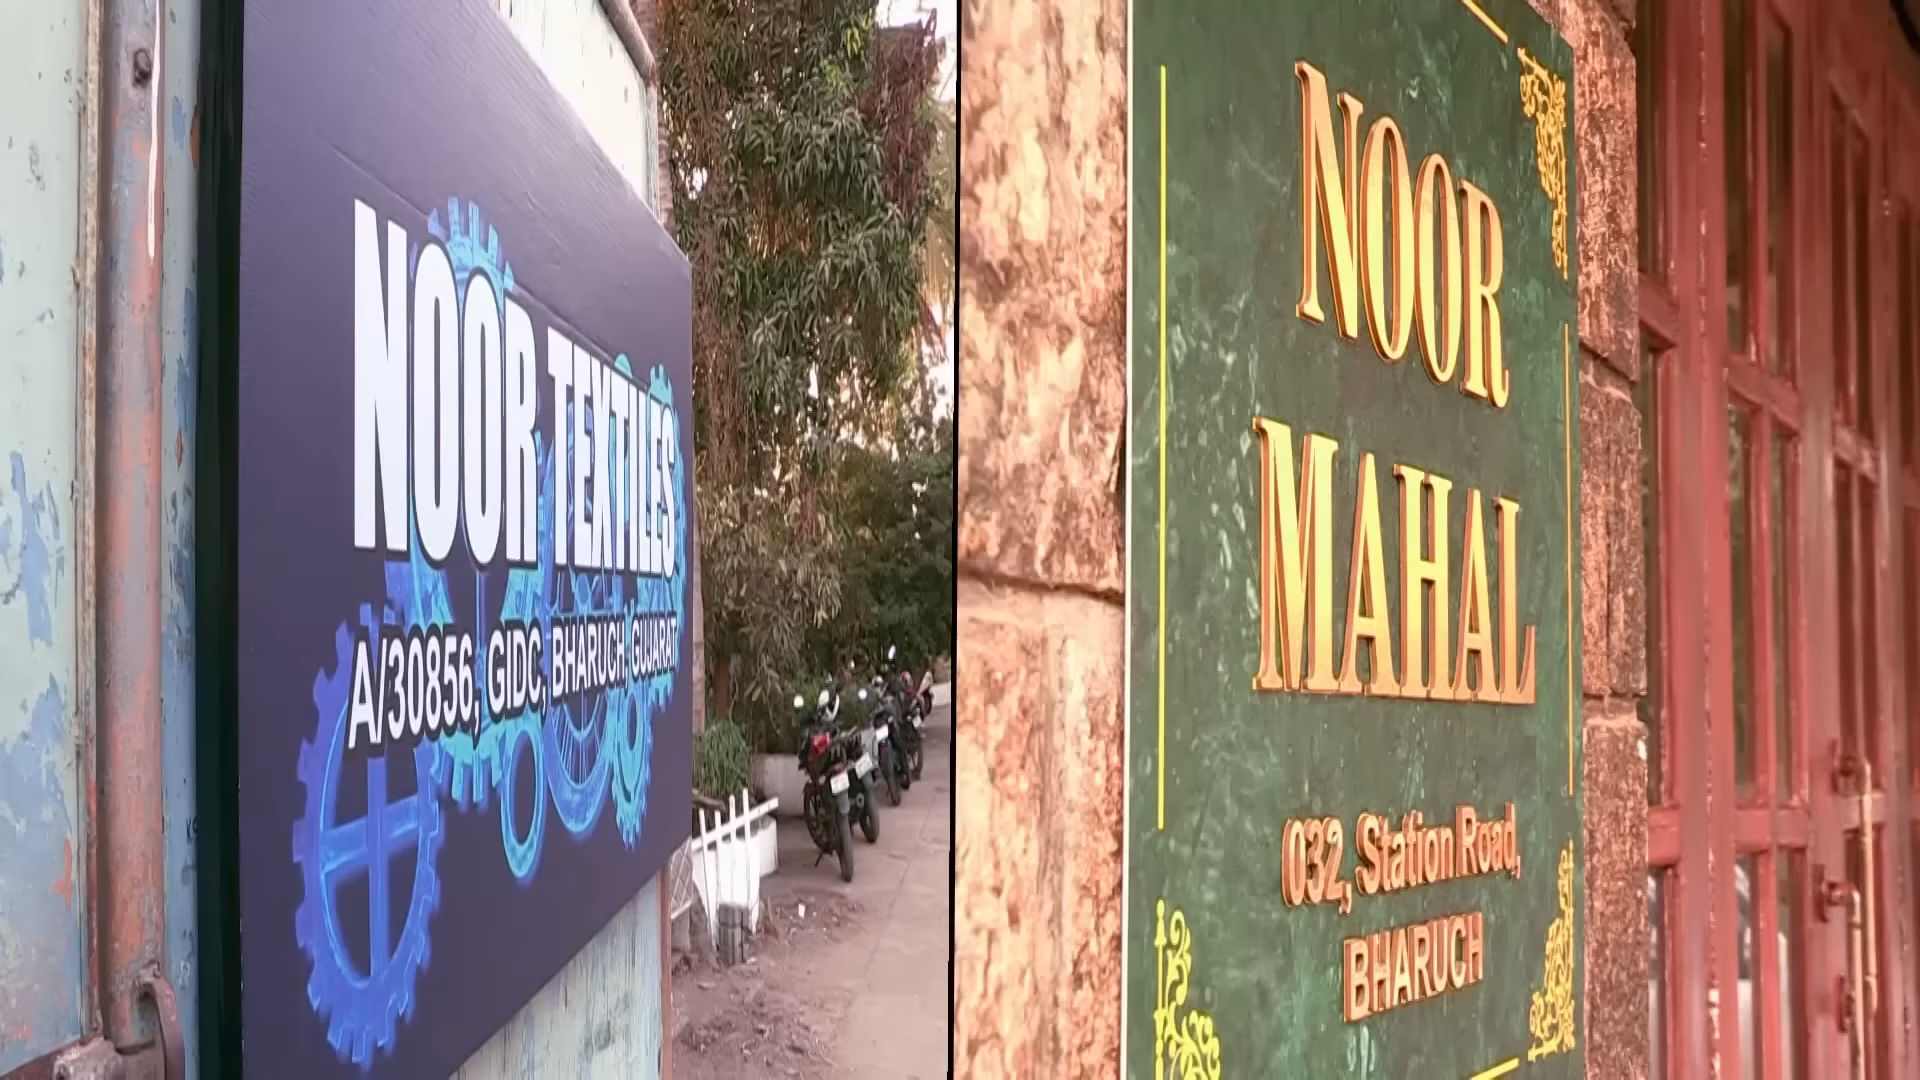 NOOR TEXTILES
A/30856, GIDC, BHARUCH, GUJARAT
NOOR
MAHAL
032, Station Road,
BHARUCH